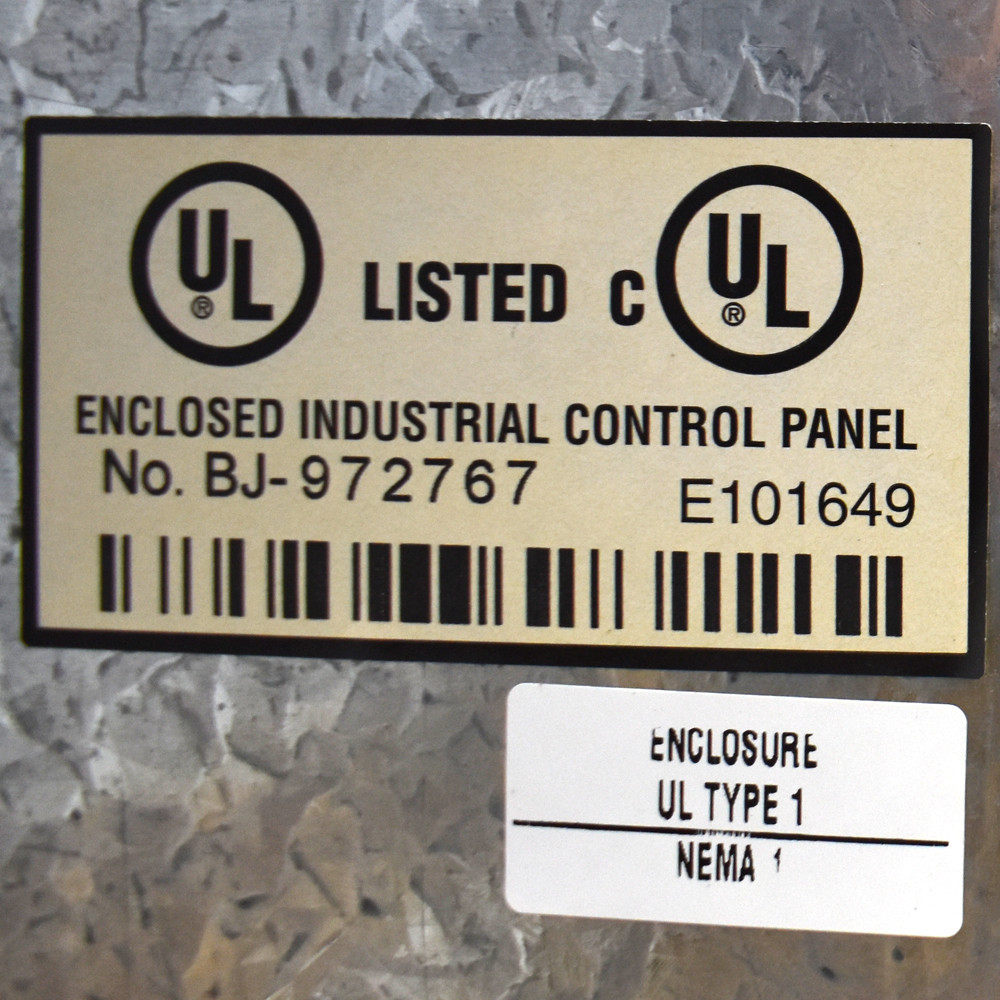 UL® LISTED C UL®
ENCLOSED INDUSTRIAL CONTROL PANEL
No. BJ-972767 E101649
ENCLOSURE
UL TYPE 1
NEMA 1